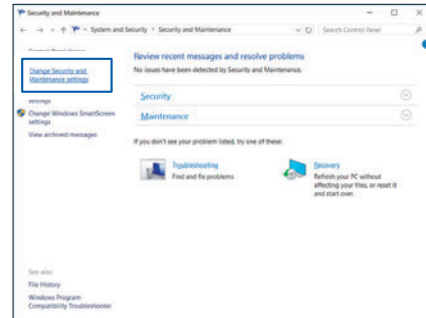 Security and Maintenance
System and Security > Security and Maintenance
Search Control Panel
Control Panel Home
Change Security and
Maintenance settings
settings
Change Windows SmartScreen
settings
View archived messages
See also
File History
Windows Program
Compatibility Troubleshooter
Review recent messages and resolve problems
No issues have been detected by Security and Maintenance.
Security
Maintenance
If you don't see your problem listed, try one of these:
Troubleshooting
Find and fix problems
Recovery
Refresh your PC without
affecting your files, or reset it
and start over.